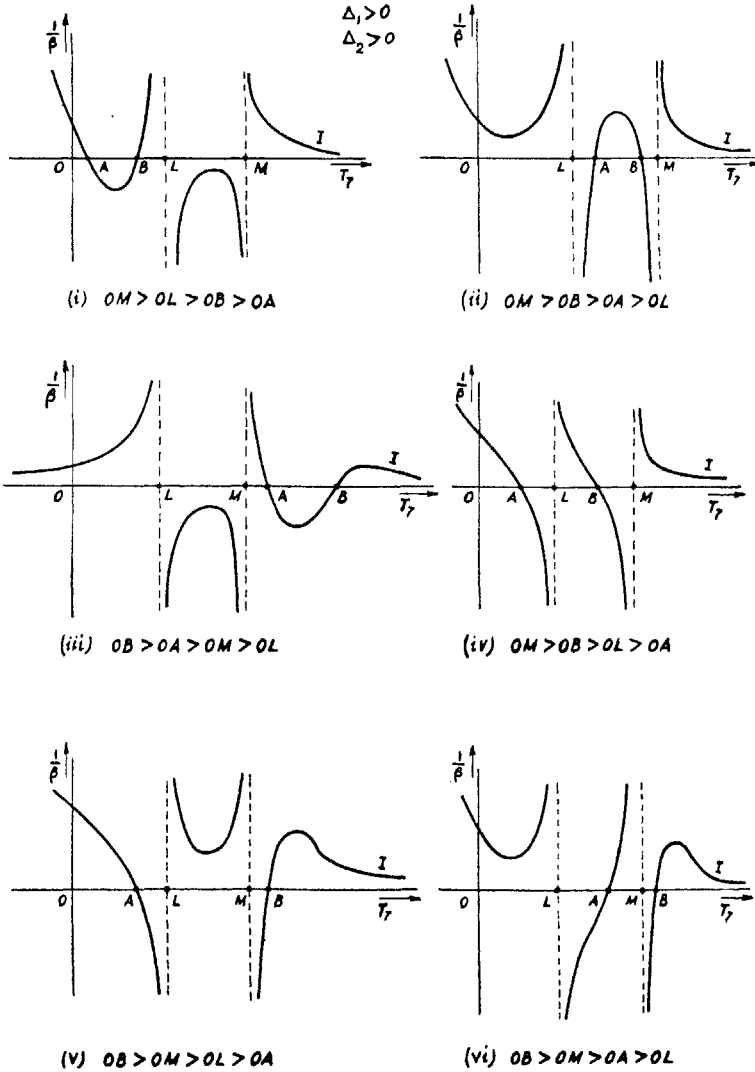 Δ₁>0
Δ₂>0
1/β
O A B L M T₇
I
(i) OM > OL > OB > OA
1/β
O L A B M T₇
I
(ii) OM > OB > OA > OL
1/β
O L M A B T₇
I
(iii) OB > OA > OM > OL
1/β
O A L B M T₇
I
(iv) OM > OB > OL > OA
1/β
O A L M B T₇
I
(v) OB > OM > OL > OA
1/β
O L A M B T₇
I
(vi) OB > OM > OA > OL